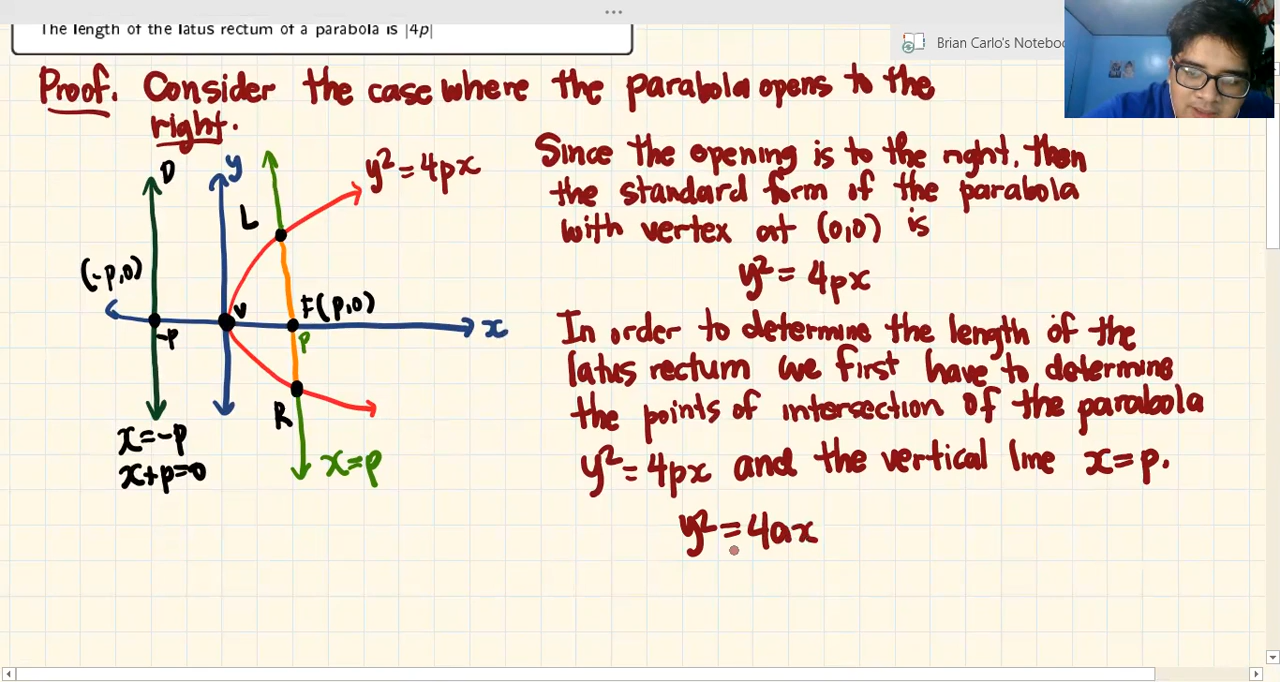 The length of the latus rectum of a parabola is |4p|
Brian Carlo's Noteboo
Proof. Consider the case where the parabola opens to the
right.
D
y
y² = 4px
L
(-p,0)
V
F(p,0)
-p
p
x
R
x=-p
x+p=0
x=p
Since the opening is to the right, then
the standard form of the parabola
with vertex at (0,0) is
y² = 4px
In order to determine the length of the
latus rectum we first have to determine
the points of intersection of the parabola
y² = 4px and the vertical line x=p.
y² = 4ax